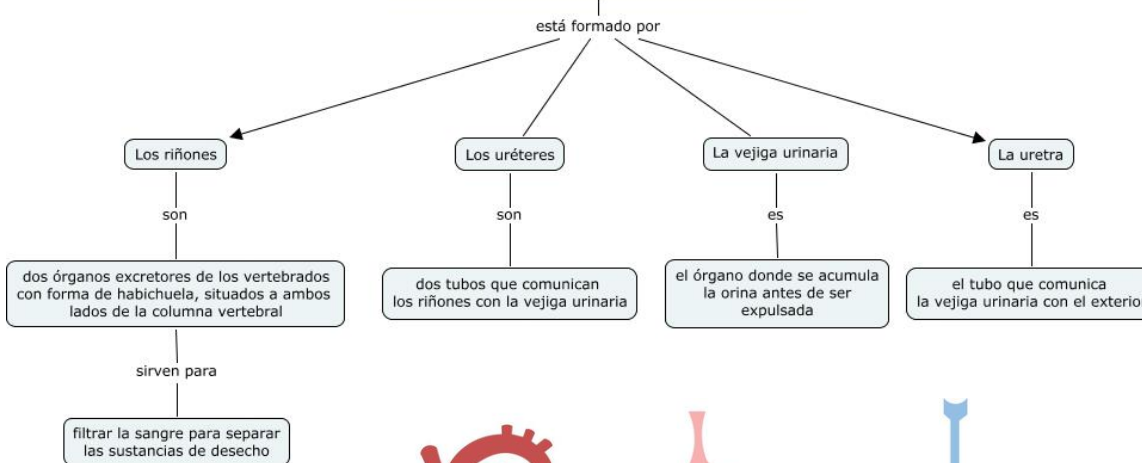 está formado por
Los riñones
Los uréteres
La vejiga urinaria
La uretra
son
son
es
es
dos órganos excretores de los vertebrados
con forma de habichuela, situados a ambos
lados de la columna vertebral
dos tubos que comunican
los riñones con la vejiga urinaria
el órgano donde se acumula
la orina antes de ser
expulsada
el tubo que comunica
la vejiga urinaria con el exterior
sirven para
filtrar la sangre para separar
las sustancias de desecho